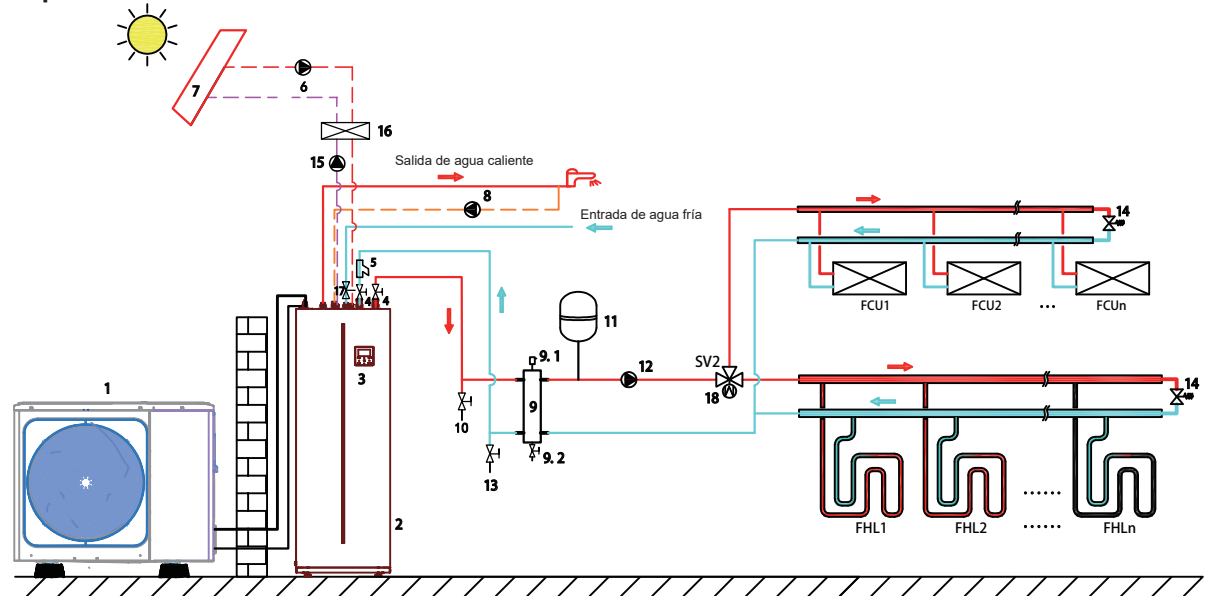 7
6
16
15
Salida de agua caliente
8
Entrada de agua fría
5
17
4
4
14
FCU1
FCU2
...
FCUn
11
9. 1
3
SV2
12
18
14
1
9
10
9. 2
13
2
FHL1
FHL2
......
......
FHLn